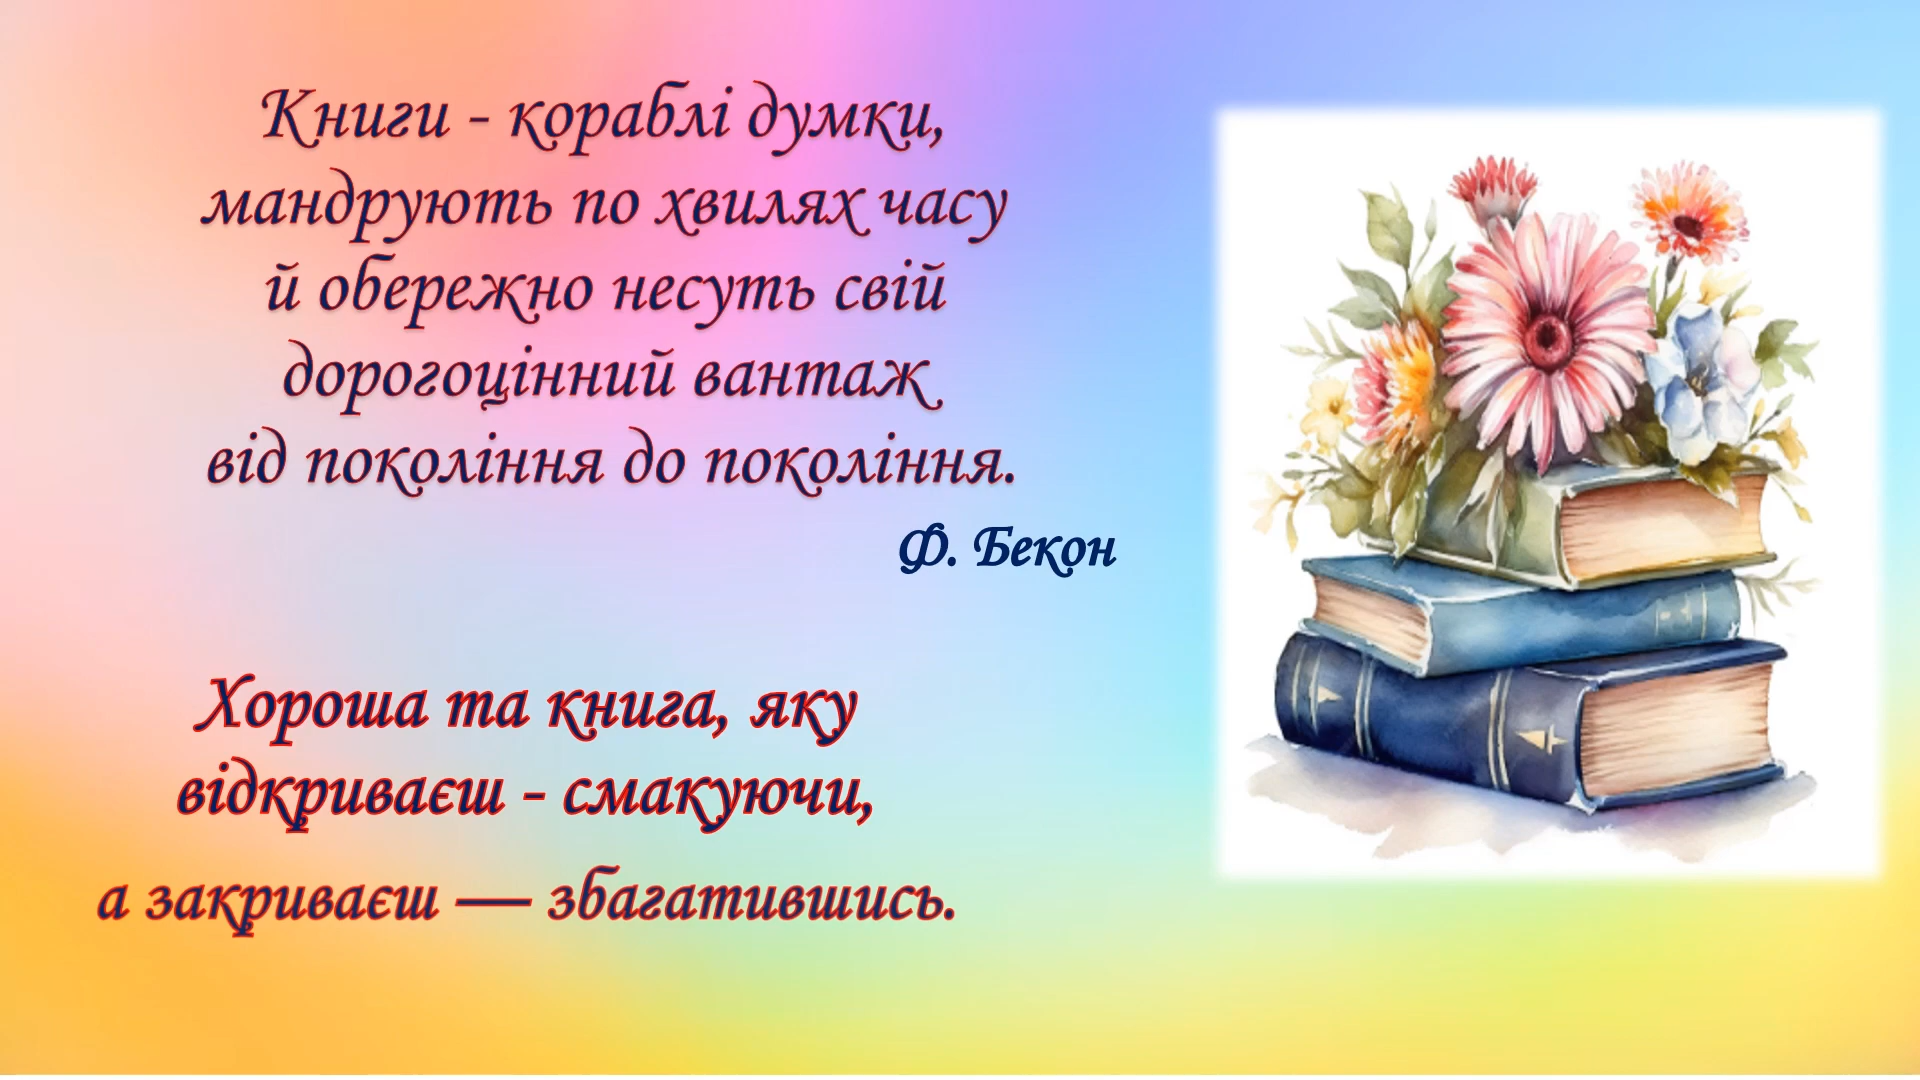 Книги - кораблі думки,
мандрують по хвилях часу
й обережно несуть свій
дорогоцінний вантаж
від покоління до покоління.
Ф. Бекон
Хороша та книга, яку
відкриваєш - смакуючи,
а закриваєш — збагатившись.